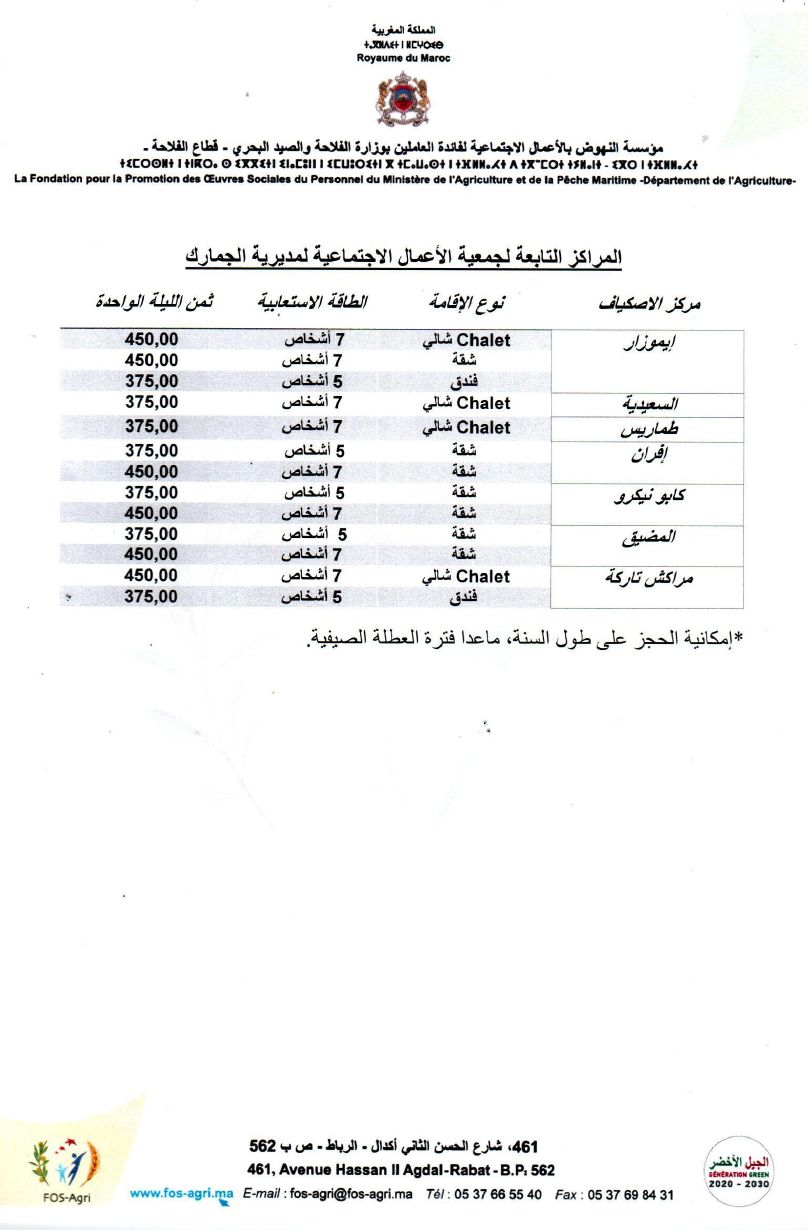 المملكة المغربية
ⵜⴰⴳⵍⴷⵉⵜ ⵏ ⵍⵎⵖⵔⵉⴱ
Royaume du Maroc
مؤسسة النهوض بالأعمال الاجتماعية لفائدة العاملين بوزارة الفلاحة والصيد البحري - قطاع الفلاحة -
La Fondation pour la Promotion des Œuvres Sociales du Personnel du Ministère de l'Agriculture et de la Pêche Maritime -Département de l'Agriculture-
المراكز التابعة لجمعية الأعمال الاجتماعية لمديرية الجمارك
مركز الاصطياف نوع الإقامة الطاقة الاستعابية ثمن الليلة الواحدة
إيموزار Chalet شالي 7 أشخاص 450,00
شقة 7 أشخاص 450,00
فندق 5 أشخاص 375,00
السعيدية Chalet شالي 7 أشخاص 375,00
طماريس Chalet شالي 7 أشخاص 375,00
إفران شقة 5 أشخاص 375,00
شقة 7 أشخاص 450,00
كابو نيكرو شقة 5 أشخاص 375,00
شقة 7 أشخاص 450,00
المضيق شقة 5 أشخاص 375,00
شقة 7 أشخاص 450,00
مراكش تاركة Chalet شالي 7 أشخاص 450,00
فندق 5 أشخاص 375,00
*إمكانية الحجز على طول السنة، ماعدا فترة العطلة الصيفية.
461، شارع الحسن الثاني أكدال - الرباط - ص ب 562
461, Avenue Hassan II Agdal-Rabat - B.P: 562
www.fos-agri.ma E-mail : fos-agri@fos-agri.ma Tél : 05 37 66 55 40 Fax : 05 37 69 84 31
FOS-Agri
الجيل الأخضر
GÉNÉRATION GREEN
2020 - 2030